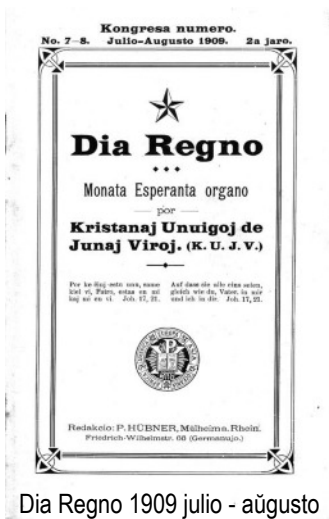 Kongresa numero.
No. 7–8. Julio-Augusto 1909. 2a jaro.
Dia Regno
Monata Esperanta organo
por
Kristanaj Unuigoj de
Junaj Viroj. (K. U. J. V.)
Por ke ĉiuj estu unu, same
kiel vi, Patro, estas en mi
kaj mi en vi. Joh. 17, 21.
Auf dass sie alle eins seien,
gleich wie du, Vater, in mir
und ich in dir. Joh. 17, 21.
Redakcio: P. HÜBNER, Mülheim a. Rhein.
Friedrich-Wilhelmstr. 66 (Germanujo.)
Dia Regno 1909 julio - aŭgusto